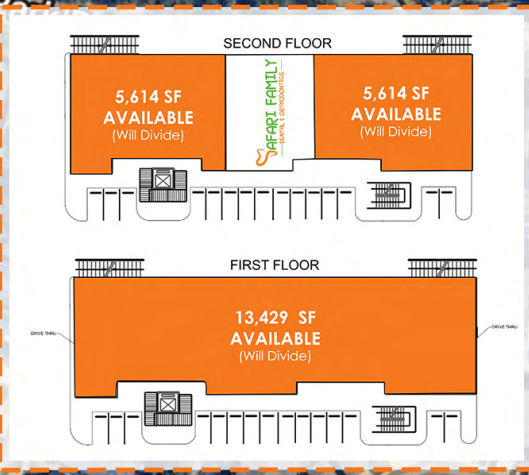 SECOND FLOOR
5,614 SF
AVAILABLE
(Will Divide)
SAFARI FAMILY
DENTAL & ORTHODONTICS
5,614 SF
AVAILABLE
(Will Divide)
FIRST FLOOR
DRIVE THRU
13,429 SF
AVAILABLE
(Will Divide)
DRIVE THRU